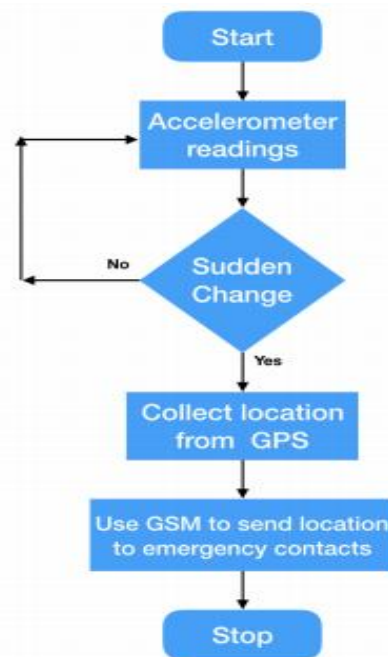 Start
Accelerometer
readings
No
Sudden
Change
Yes
Collect location
from GPS
Use GSM to send location
to emergency contacts
Stop